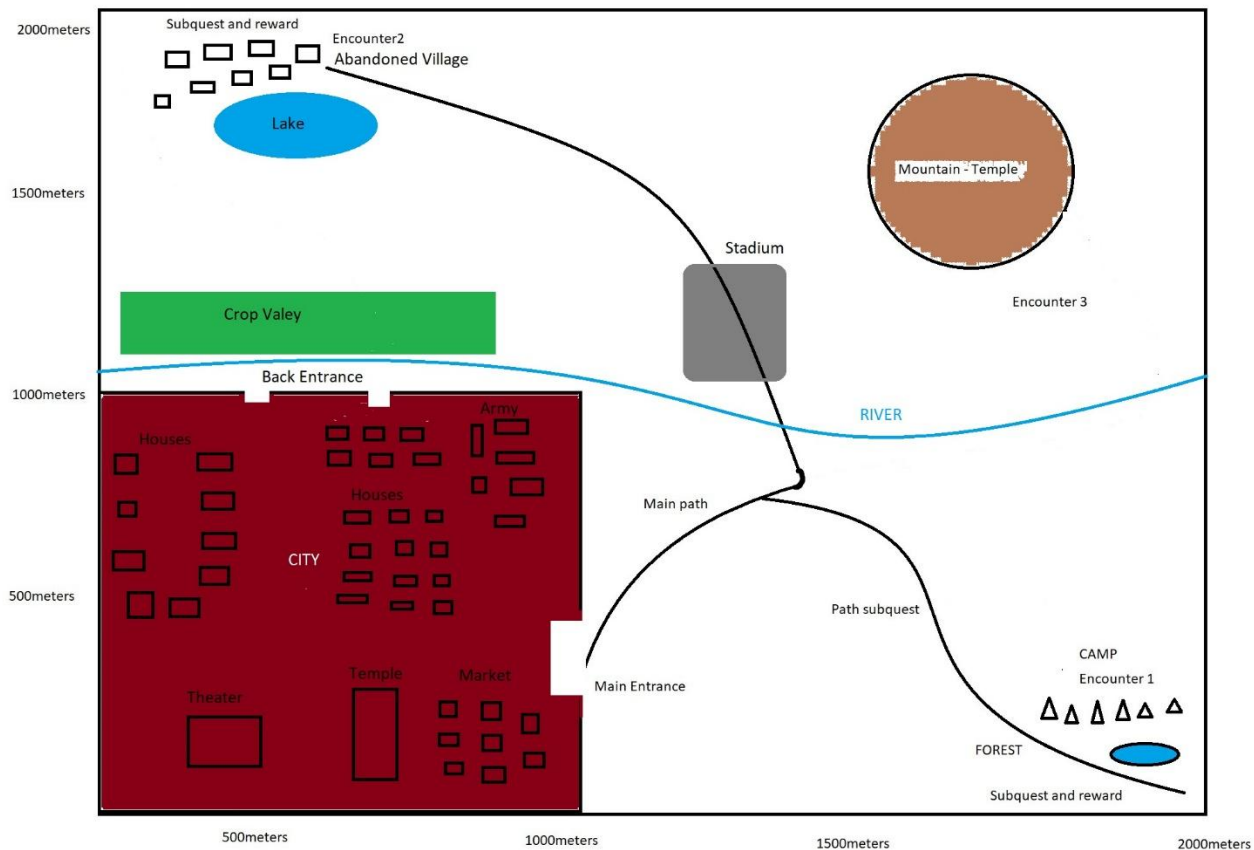 Subquest and reward
2000meters
Encounter2
Abandoned Village
Lake
Mountan - Temple
1500meters
Stadium
Encounter 3
Crop Valey
Back Entrance
1000meters
RIVER
Army
Houses
Houses
Main path
CITY
500meters
Path subquest
CAMP
Temple
Market
Encounter 1
Main Entrance
Theater
FOREST
Subquest and reward
500meters
1000meters
1500meters
2000meters